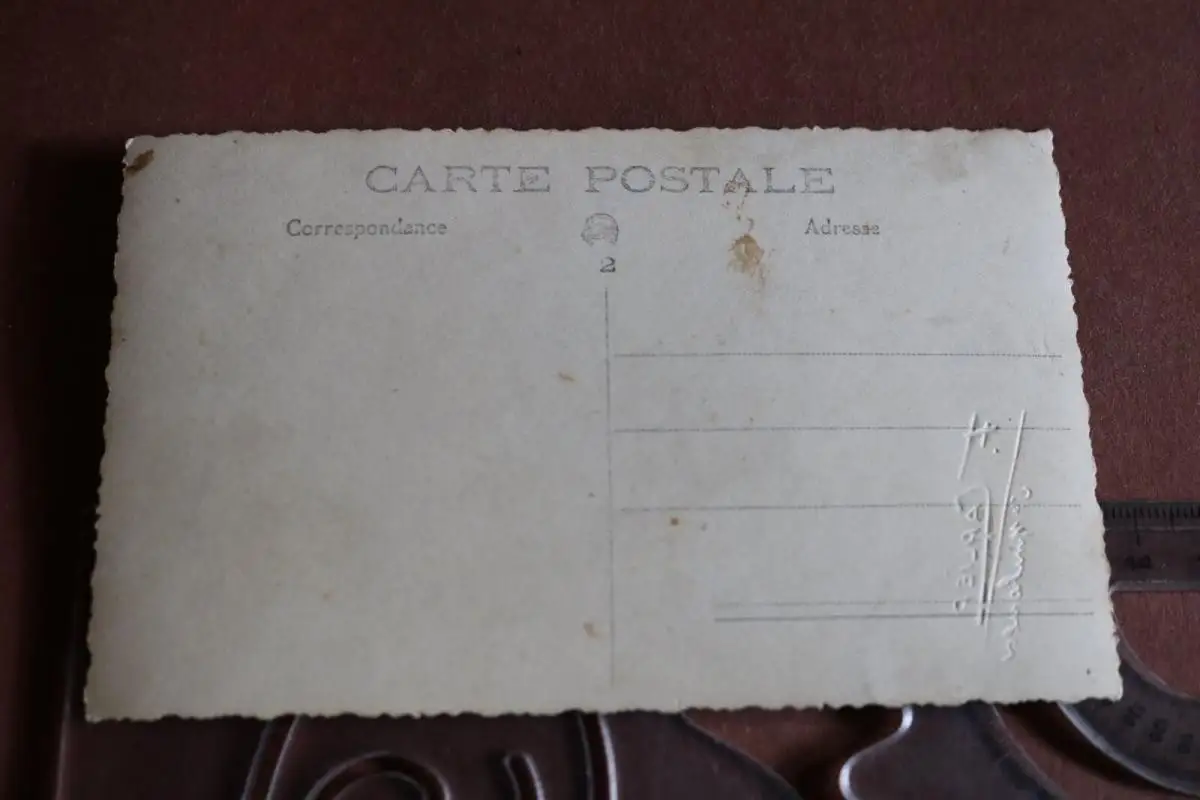 CARTE POSTALE
Correspondance
Adresse
2